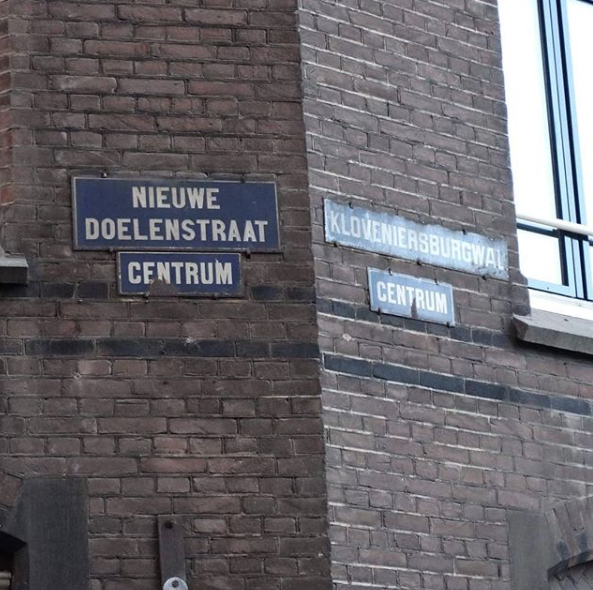 NIEUWE
DOELENSTRAAT
CENTRUM
KLOVENIERSBURGWAL
CENTRUM